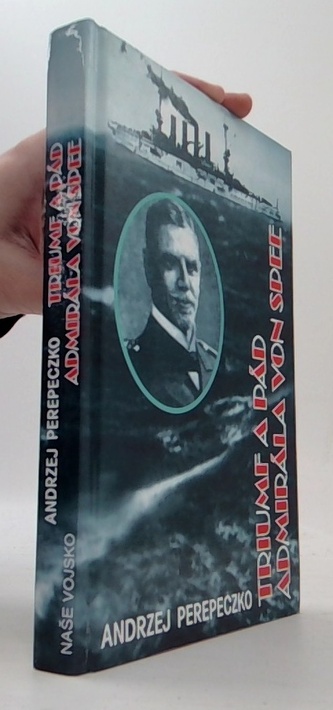 NAŠE VOJSKO
ANDRZEJ PEREPECZKO
TRIUMF A PÁD
ADMIRÁLA VON SPEE
TRIUMF A PÁD
ADMIRÁLA VON SPEE
ANDRZEJ PEREPECZKO